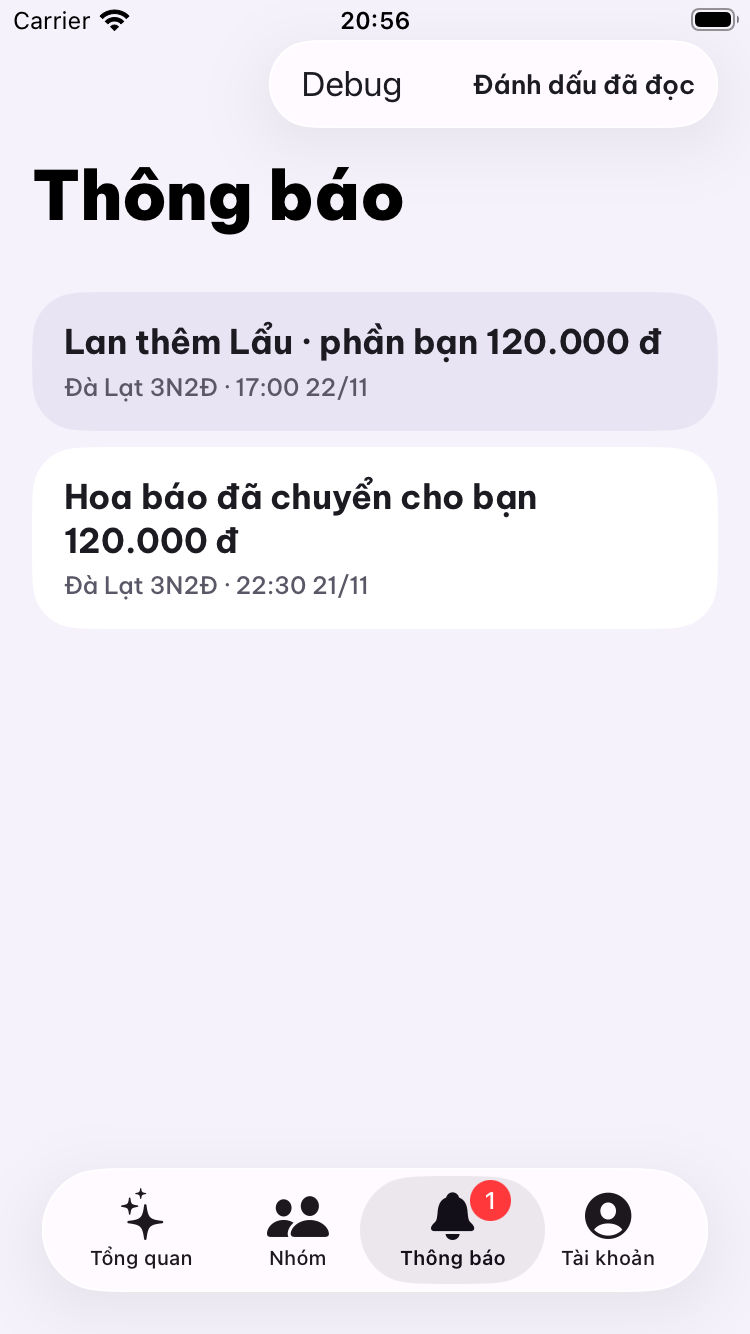 Carrier
20:56
Debug
Đánh dấu đã đọc
Thông báo
Lan thêm Lẩu · phần bạn 120.000 đ
Đà Lạt 3N2Đ · 17:00 22/11
Hoa báo đã chuyển cho bạn
120.000 đ
Đà Lạt 3N2Đ · 22:30 21/11
1
Tổng quan
Nhóm
Thông báo
Tài khoản